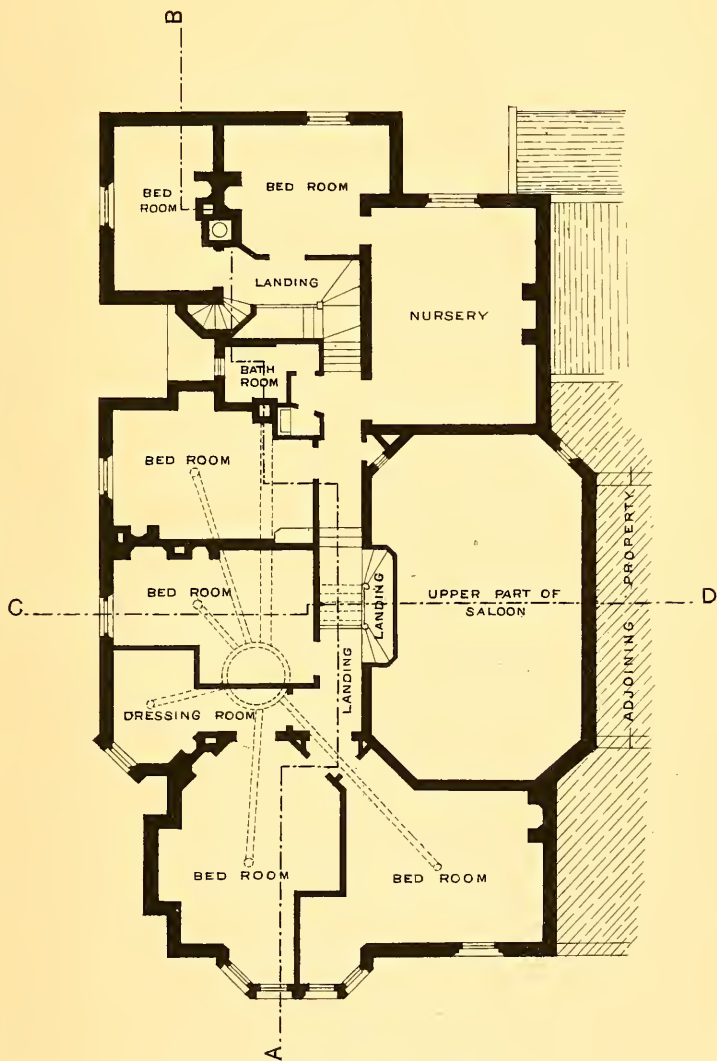 B
BED
ROOM
BED ROOM
LANDING
NURSERY
BATH
ROOM
BED ROOM
BED ROOM
C
UPPER PART OF
SALOON
D
LANDING
LANDING
ADJOINING PROPERTY
DRESSING ROOM
BED ROOM
BED ROOM
A